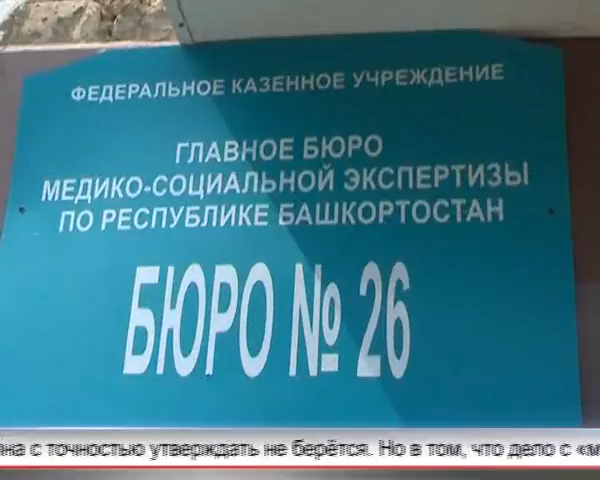 ФЕДЕРАЛЬНОЕ КАЗЕННОЕ УЧРЕЖДЕНИЕ
ГЛАВНОЕ БЮРО
МЕДИКО-СОЦИАЛЬНОЙ ЭКСПЕРТИЗЫ
ПО РЕСПУБЛИКЕ БАШКОРТОСТАН
БЮРО № 26
с точностью утверждать не берётся. Но в том, что дело с